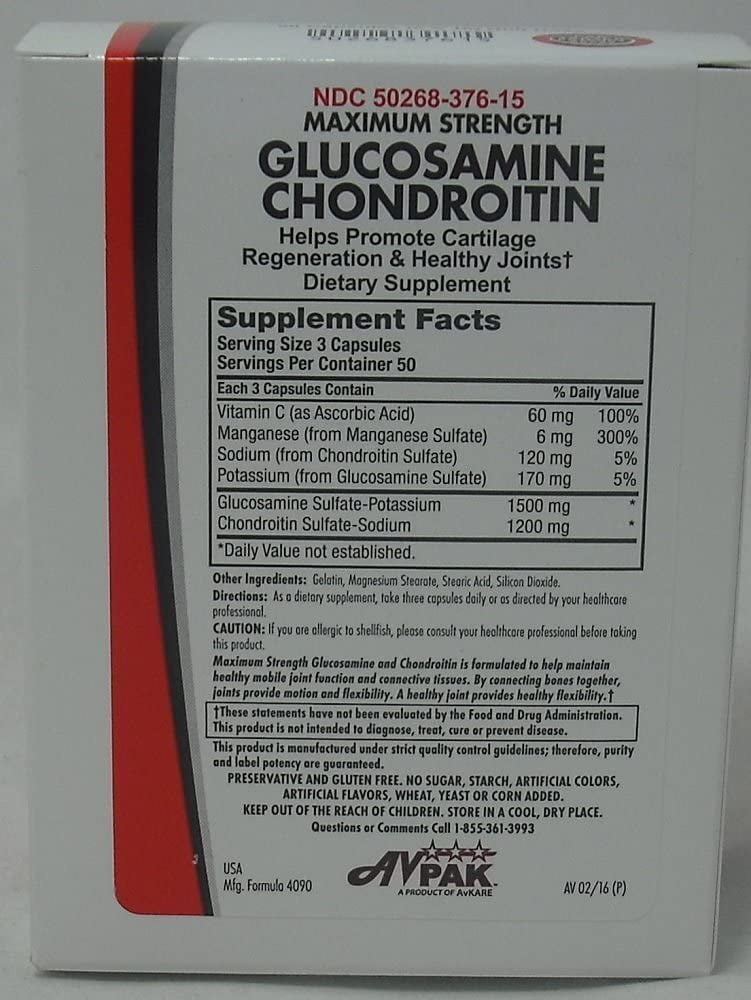 NDC 50268-376-15
MAXIMUM STRENGTH
GLUCOSAMINE
CHONDROITIN
Helps Promote Cartilage
Regeneration & Healthy Joints†
Dietary Supplement
Supplement Facts
Serving Size 3 Capsules
Servings Per Container 50
Each 3 Capsules Contain % Daily Value
Vitamin C (as Ascorbic Acid) 60 mg 100%
Manganese (from Manganese Sulfate) 6 mg 300%
Sodium (from Chondroitin Sulfate) 120 mg 5%
Potassium (from Glucosamine Sulfate) 170 mg 5%
Glucosamine Sulfate-Potassium 1500 mg *
Chondroitin Sulfate-Sodium 1200 mg *
*Daily Value not established.
Other Ingredients: Gelatin, Magnesium Stearate, Stearic Acid, Silicon Dioxide.
Directions: As a dietary supplement, take three capsules daily or as directed by your healthcare
professional.
CAUTION: If you are allergic to shellfish, please consult your healthcare professional before taking
this product.
Maximum Strength Glucosamine and Chondroitin is formulated to help maintain
healthy mobile joint function and connective tissues. By connecting bones together,
joints provide motion and flexibility. A healthy joint provides healthy flexibility.†
†These statements have not been evaluated by the Food and Drug Administration.
This product is not intended to diagnose, treat, cure or prevent disease.
This product is manufactured under strict quality control guidelines; therefore, purity
and label potency are guaranteed.
PRESERVATIVE AND GLUTEN FREE. NO SUGAR, STARCH, ARTIFICIAL COLORS,
ARTIFICIAL FLAVORS, WHEAT, YEAST OR CORN ADDED.
KEEP OUT OF THE REACH OF CHILDREN. STORE IN A COOL, DRY PLACE.
Questions or Comments Call 1-855-361-3993
3
USA
Mfg. Formula 4090
AVPAK
A PRODUCT OF AvKARE
AV 02/16 (P)